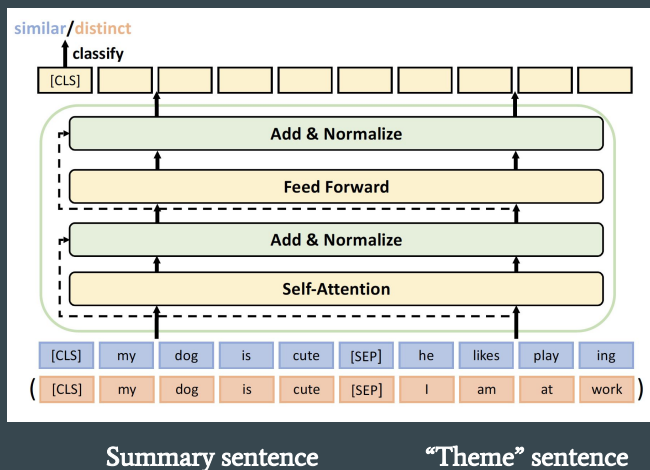 similar/distinct
classify
[CLS]
Add & Normalize
Feed Forward
Add & Normalize
Self-Attention
[CLS] my dog is cute [SEP] he likes play ing
( [CLS] my dog is cute [SEP] I am at work )
Summary sentence “Theme” sentence